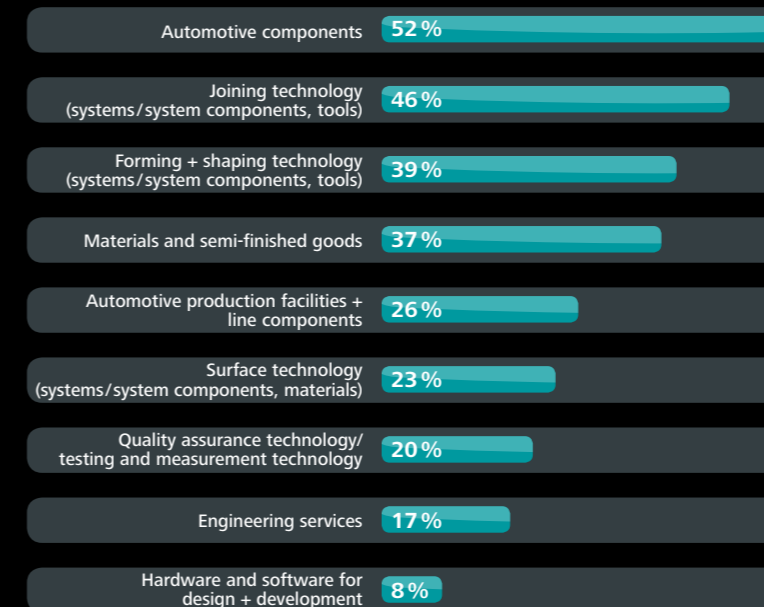 Automotive components 52 %
Joining technology
(systems/system components, tools) 46 %
Forming + shaping technology
(systems/system components, tools) 39 %
Materials and semi-finished goods 37 %
Automotive production facilities +
line components 26 %
Surface technology
(systems/system components, materials) 23 %
Quality assurance technology/
testing and measurement technology 20 %
Engineering services 17 %
Hardware and software for
design + development 8 %